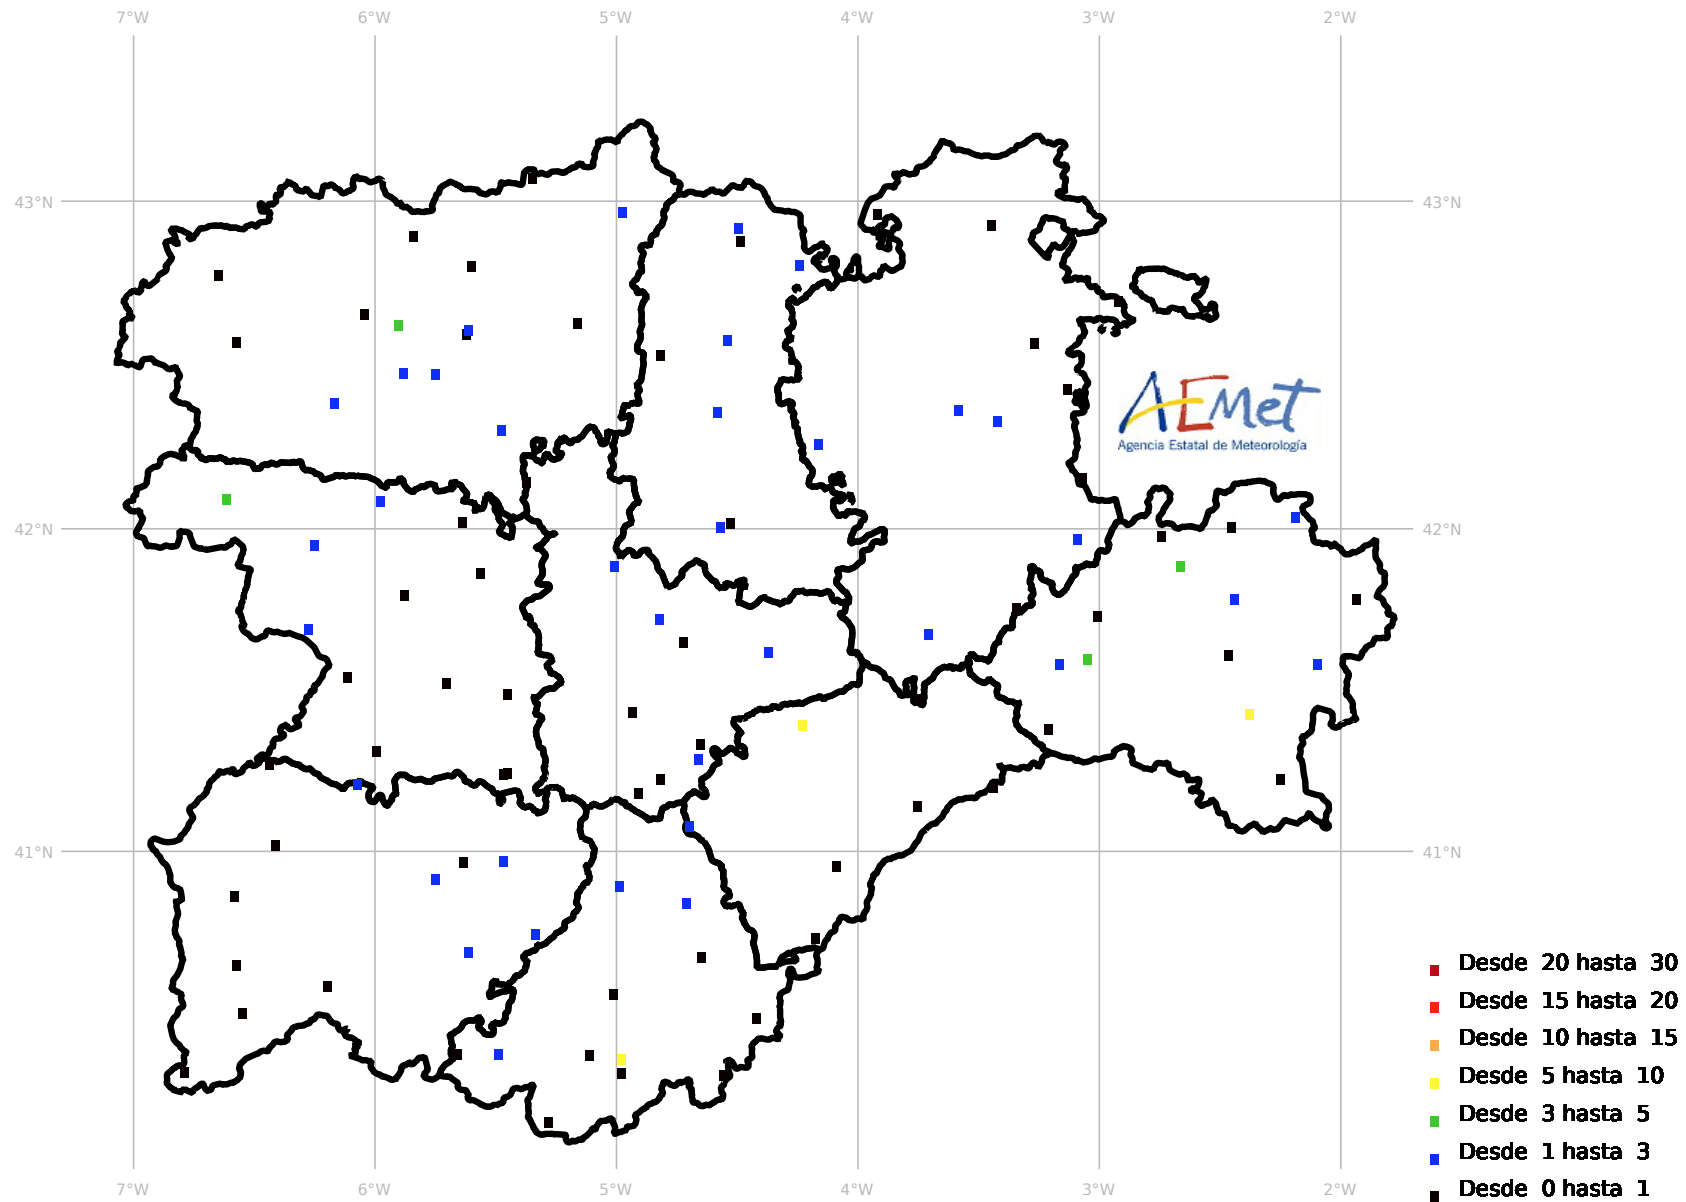 7°W 6°W 5°W 4°W 3°W 2°W
43°N 43°N
AEMet
Agencia Estatal de Meteorología
42°N 42°N
41°N 41°N
Desde 20 hasta 30
Desde 15 hasta 20
Desde 10 hasta 15
Desde 5 hasta 10
Desde 3 hasta 5
Desde 1 hasta 3
Desde 0 hasta 1
7°W 6°W 5°W 4°W 3°W 2°W